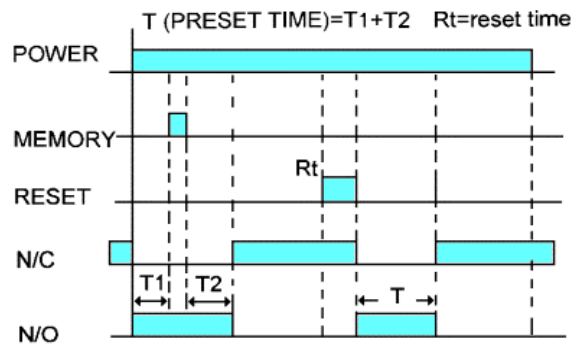 T (PRESET TIME)=T1+T2 Rt=reset time
POWER
MEMORY
Rt
RESET
N/C
T1
T2
T
N/O